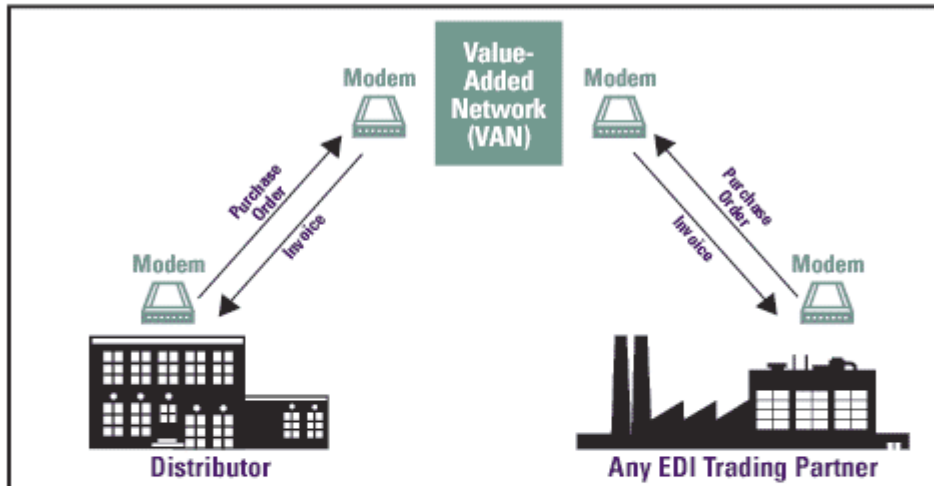 Value-
Added
Network
(VAN)
Modem
Modem
Purchase
Order
Invoice
Purchase
Order
Invoice
Modem
Modem
Distributor
Any EDI Trading Partner